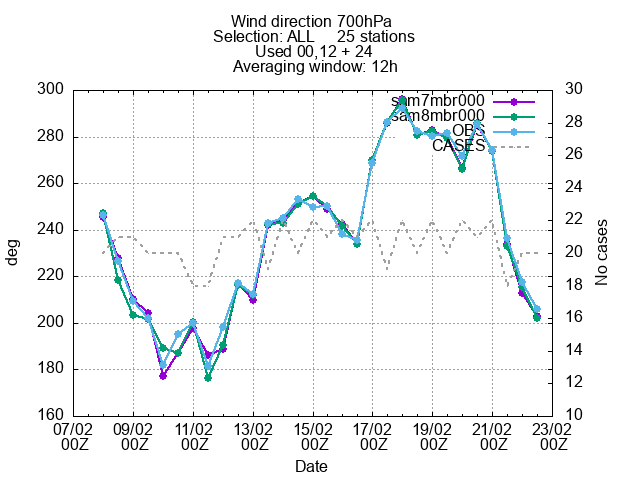 Wind direction 700hPa
Selection: ALL 25 stations
Used 00,12 + 24
Averaging window: 12h
300
280
260
240
220
200
180
160
deg
30
28
26
24
22
20
18
16
14
12
10
No cases
sam7mbr000
sam8mbr000
OBS
CASES
07/02 09/02 11/02 13/02 15/02 17/02 19/02 21/02 23/02
00Z 00Z 00Z 00Z 00Z 00Z 00Z 00Z 00Z
Date